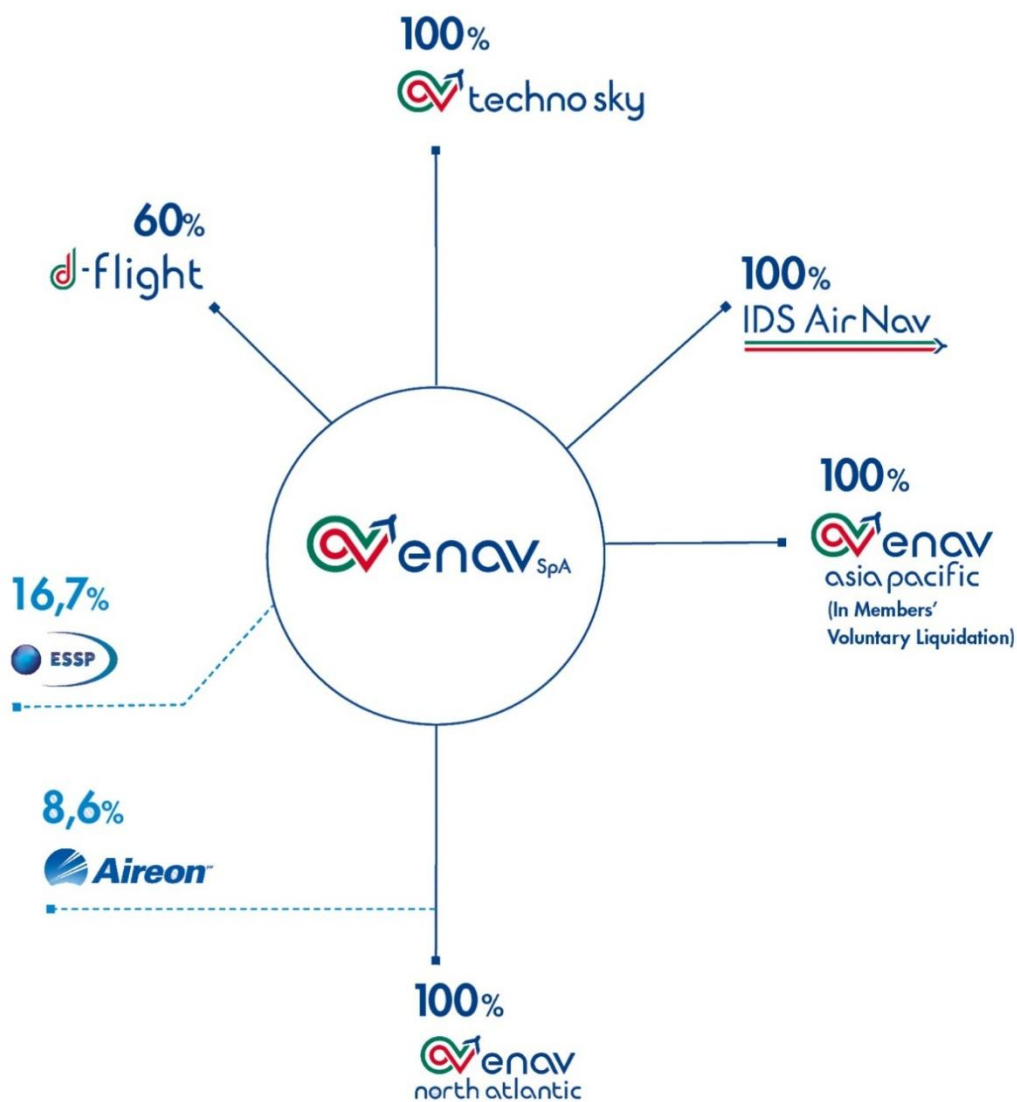 100%
techno sky
60%
d-flight
100%
IDS AirNav
100%
enav
asia pacific
(In Members'
Voluntary Liquidation)
enav SpA
16,7%
ESSP
8,6%
Aireon
100%
enav
north atlantic